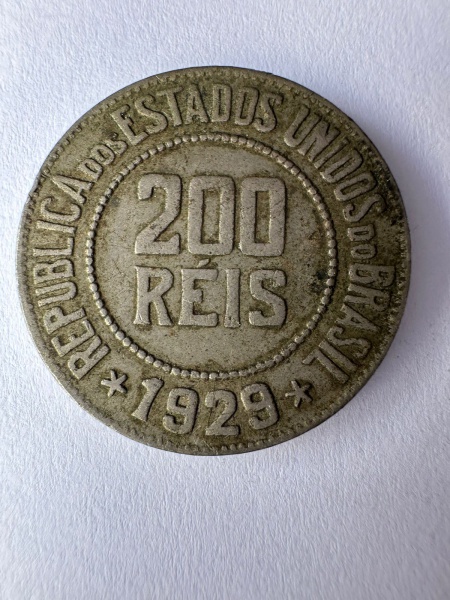 REPUBLICA DOS ESTADOS UNIDOS DO BRASIL
200
RÉIS
1929